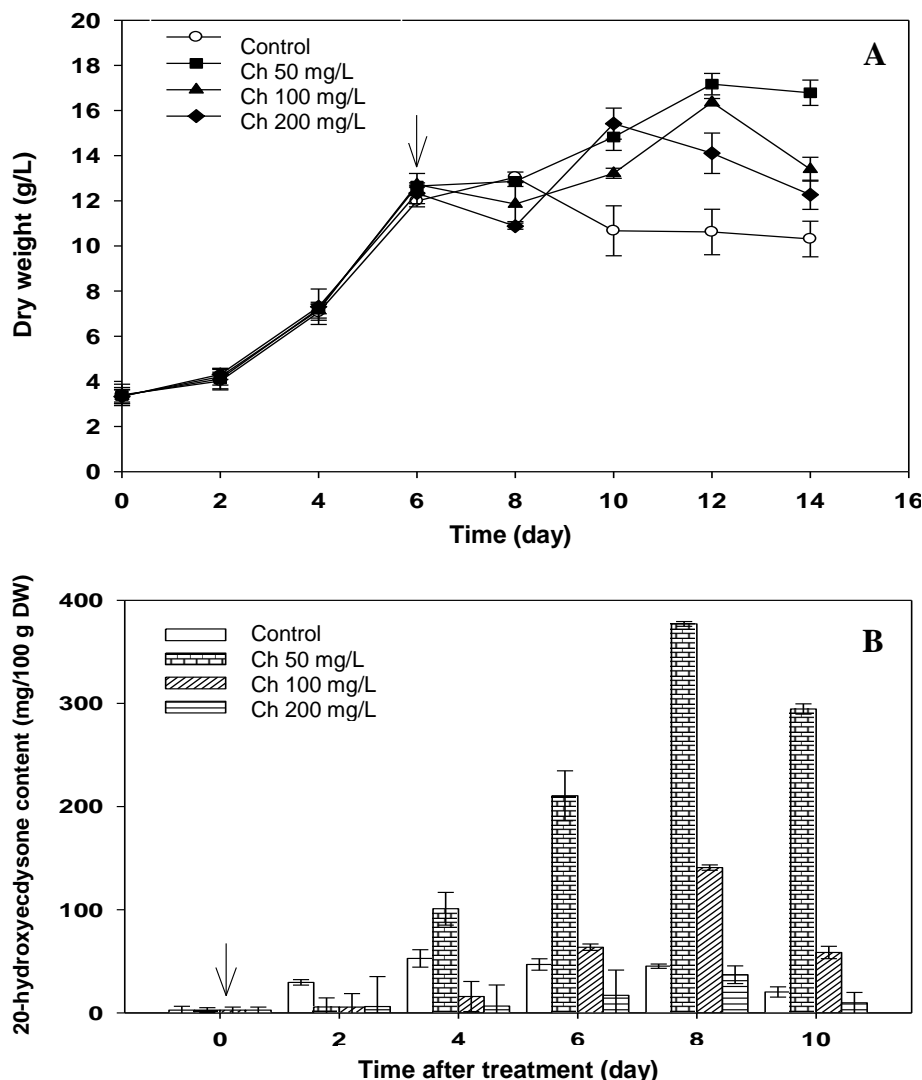 20
18
16
14
12
10
8
6
4
2
0
Dry weight (g/L)
Control
Ch 50 mg/L
Ch 100 mg/L
Ch 200 mg/L
A
0 2 4 6 8 10 12 14 16
Time (day)
400
300
200
100
0
20-hydroxyecdysone content (mg/100 g DW)
Control
Ch 50 mg/L
Ch 100 mg/L
Ch 200 mg/L
B
0 2 4 6 8 10
Time after treatment (day)